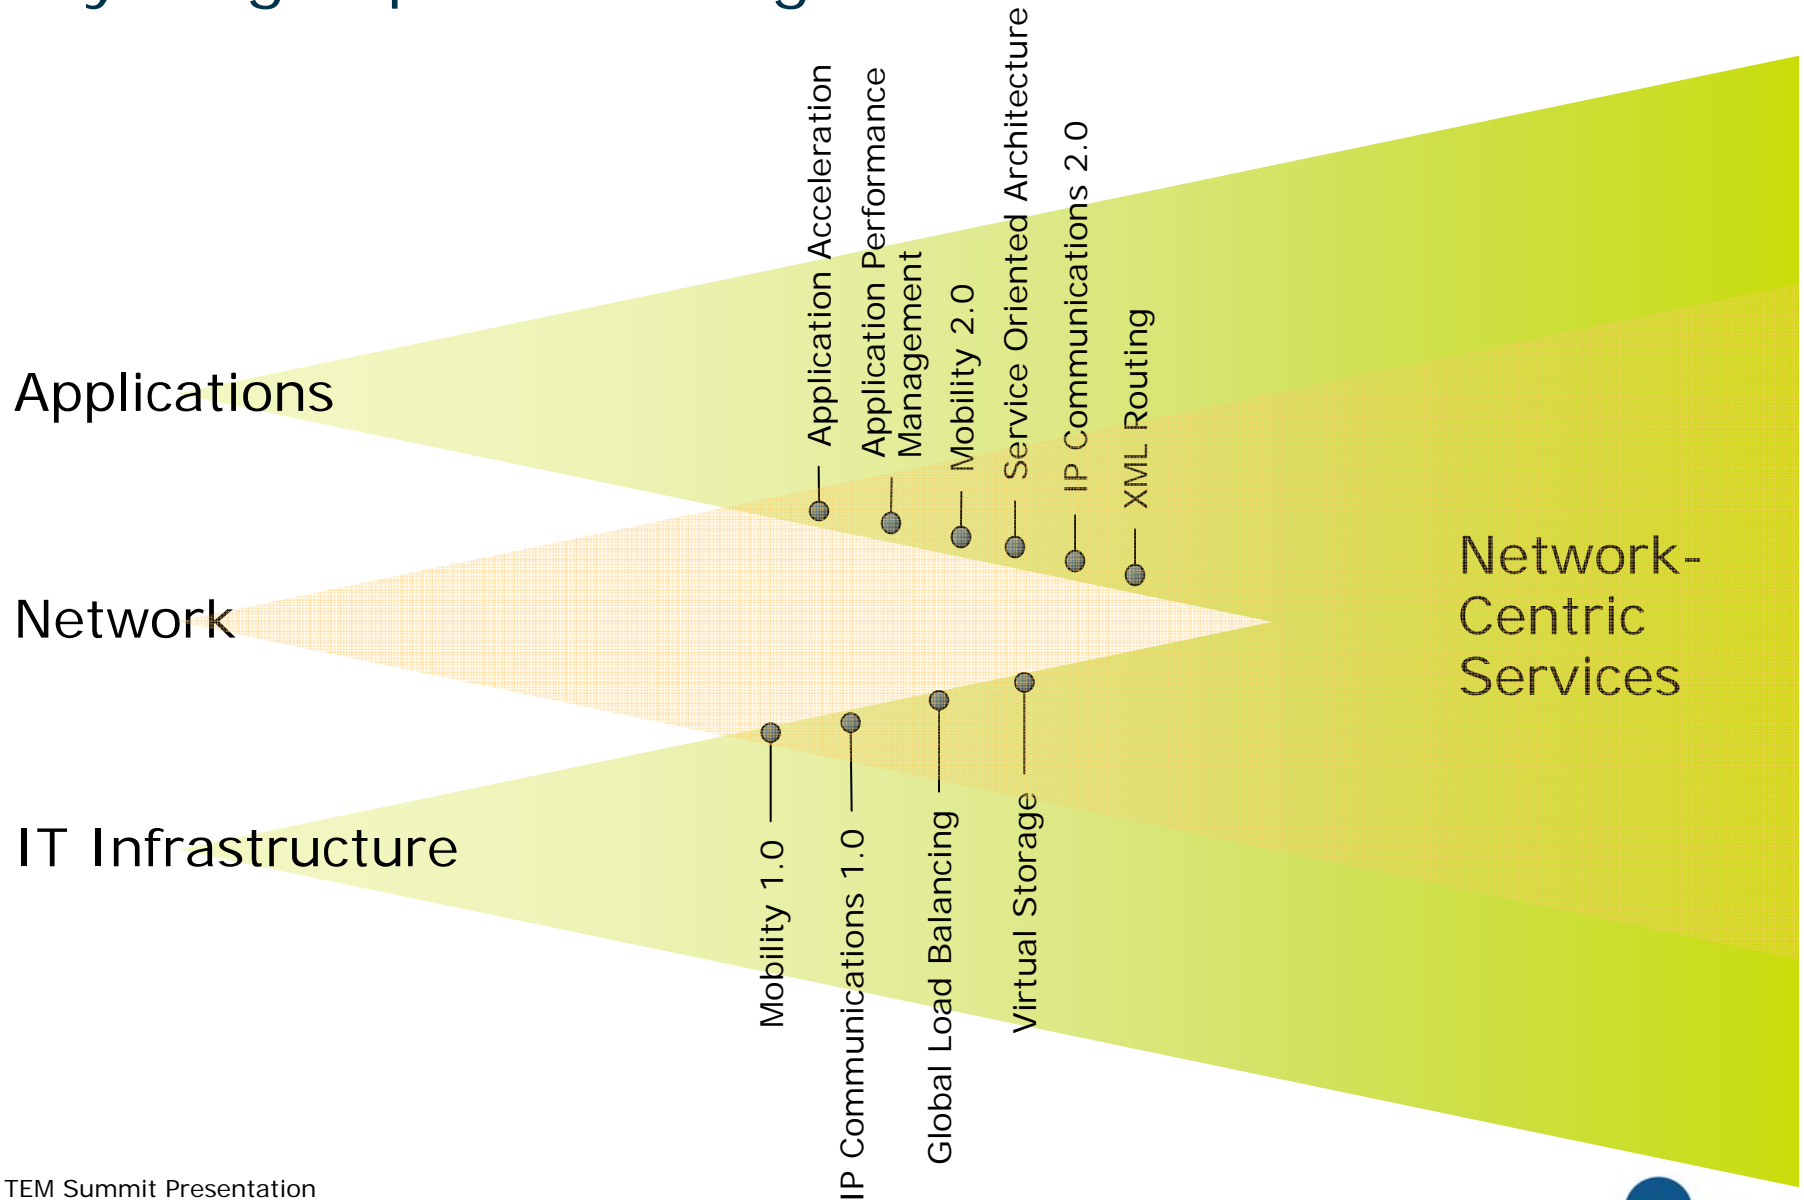 Application Acceleration
Application Performance
Management
Mobility 2.0
Service Oriented Architecture
IP Communications 2.0
XML Routing
Applications
Network
Network-
Centric
Services
IT Infrastructure
Mobility 1.0
IP Communications 1.0
Global Load Balancing
Virtual Storage
TEM Summit Presentation